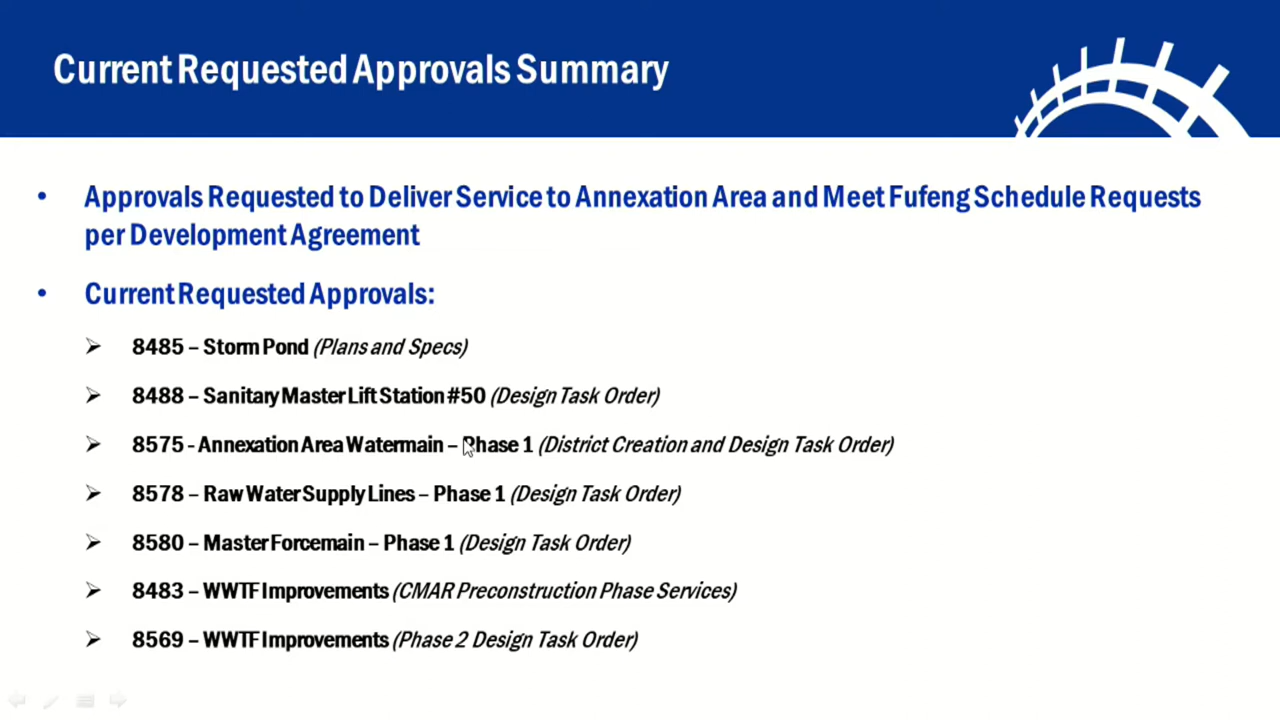 Current Requested Approvals Summary
• Approvals Requested to Deliver Service to Annexation Area and Meet Fufeng Schedule Requests
per Development Agreement
• Current Requested Approvals:
➢ 8485 – Storm Pond (Plans and Specs)
➢ 8488 – Sanitary Master Lift Station #50 (Design Task Order)
➢ 8575 - Annexation Area Watermain – Phase 1 (District Creation and Design Task Order)
➢ 8578 – Raw Water Supply Lines – Phase 1 (Design Task Order)
➢ 8580 – Master Forcemain – Phase 1 (Design Task Order)
➢ 8483 – WWTF Improvements (CMAR Preconstruction Phase Services)
➢ 8569 – WWTF Improvements (Phase 2 Design Task Order)